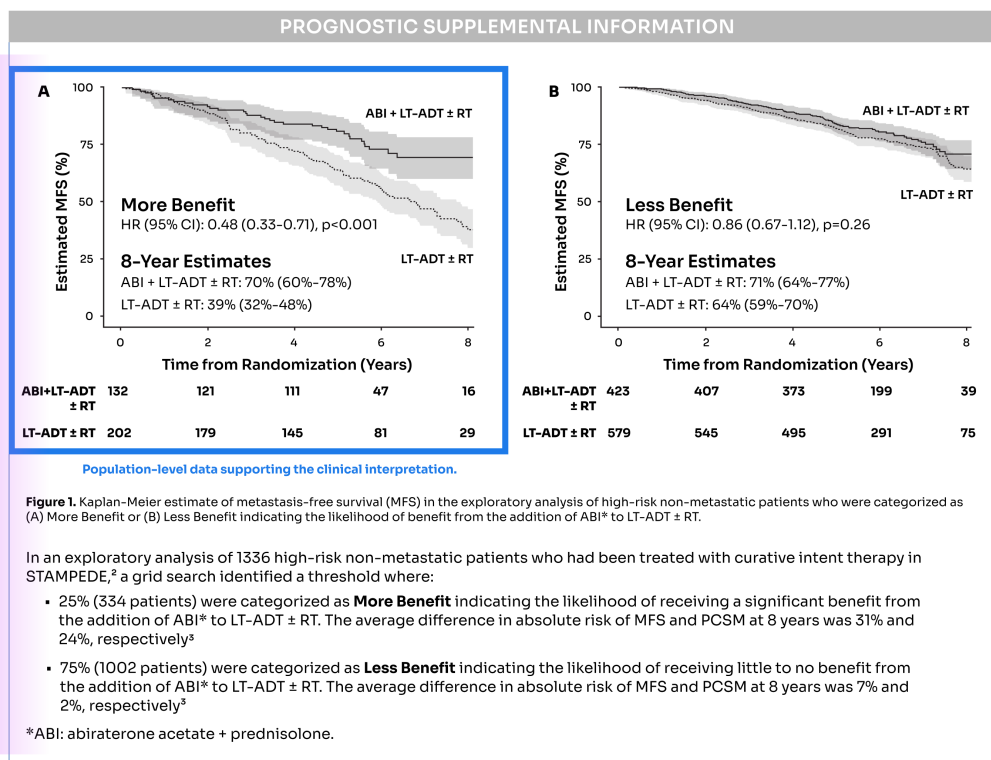 PROGNOSTIC SUPPLEMENTAL INFORMATION
A
Estimated MFS (%)
100
75
50
25
0
ABI + LT-ADT ± RT
More Benefit
HR (95% CI): 0.48 (0.33-0.71), p<0.001
LT-ADT ± RT
8-Year Estimates
ABI + LT-ADT ± RT: 70% (60%-78%)
LT-ADT ± RT: 39% (32%-48%)
0 2 4 6 8
Time from Randomization (Years)
ABI+LT-ADT 132 121 111 47 16
± RT
LT-ADT ± RT 202 179 145 81 29
Population-level data supporting the clinical interpretation.
B
Estimated MFS (%)
100
75
50
25
0
ABI + LT-ADT ± RT
LT-ADT ± RT
Less Benefit
HR (95% CI): 0.86 (0.67-1.12), p=0.26
8-Year Estimates
ABI + LT-ADT ± RT: 71% (64%-77%)
LT-ADT ± RT: 64% (59%-70%)
0 2 4 6 8
Time from Randomization (Years)
ABI+LT-ADT 423 407 373 199 39
± RT
LT-ADT ± RT 579 545 495 291 75
Figure 1. Kaplan-Meier estimate of metastasis-free survival (MFS) in the exploratory analysis of high-risk non-metastatic patients who were categorized as
(A) More Benefit or (B) Less Benefit indicating the likelihood of benefit from the addition of ABI* to LT-ADT ± RT.
In an exploratory analysis of 1336 high-risk non-metastatic patients who had been treated with curative intent therapy in
STAMPEDE,² a grid search identified a threshold where:
▪ 25% (334 patients) were categorized as More Benefit indicating the likelihood of receiving a significant benefit from
the addition of ABI* to LT-ADT ± RT. The average difference in absolute risk of MFS and PCSM at 8 years was 31% and
24%, respectively³
▪ 75% (1002 patients) were categorized as Less Benefit indicating the likelihood of receiving little to no benefit from
the addition of ABI* to LT-ADT ± RT. The average difference in absolute risk of MFS and PCSM at 8 years was 7% and
2%, respectively³
*ABI: abiraterone acetate + prednisolone.